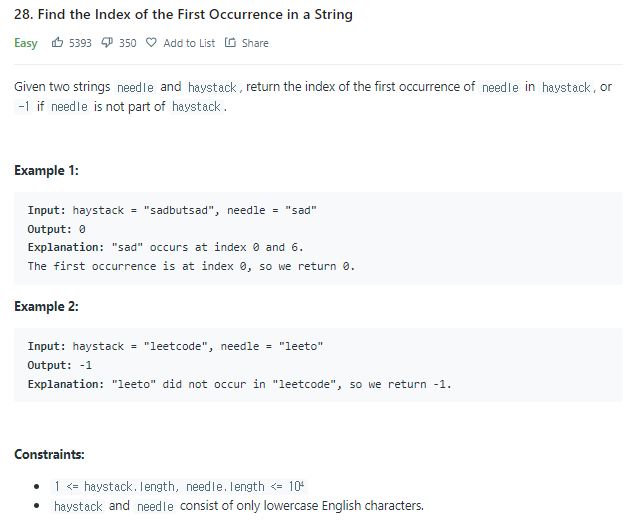 28. Find the Index of the First Occurrence in a String
Easy 5393 350 Add to List Share
Given two strings needle and haystack, return the index of the first occurrence of needle in haystack, or
-1 if needle is not part of haystack.
Example 1:
Input: haystack = "sadbutsad", needle = "sad"
Output: 0
Explanation: "sad" occurs at index 0 and 6.
The first occurrence is at index 0, so we return 0.
Example 2:
Input: haystack = "leetcode", needle = "leeto"
Output: -1
Explanation: "leeto" did not occur in "leetcode", so we return -1.
Constraints:
• 1 <= haystack.length, needle.length <= 10⁴
• haystack and needle consist of only lowercase English characters.